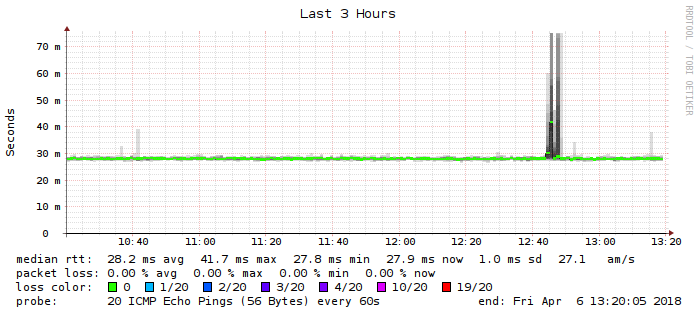 Last 3 Hours
RRDTOOL / TOBI OETIKER
Seconds
70 m
60 m
50 m
40 m
30 m
20 m
10 m
0
10:40 11:00 11:20 11:40 12:00 12:20 12:40 13:00 13:20
median rtt: 28.2 ms avg 41.7 ms max 27.8 ms min 27.9 ms now 1.0 ms sd 27.1 am/s
packet loss: 0.00 % avg 0.00 % max 0.00 % min 0.00 % now
loss color: 0 1/20 2/20 3/20 4/20 10/20 19/20
probe: 20 ICMP Echo Pings (56 Bytes) every 60s end: Fri Apr 6 13:20:05 2018